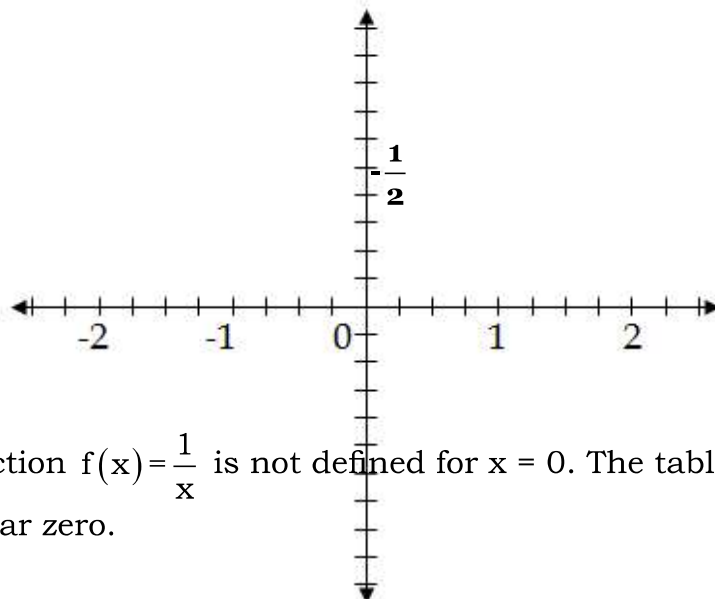 -1/2
-2 -1 0 1 2
ction f(x) = 1/x is not defined for x = 0. The tabl
ar zero.